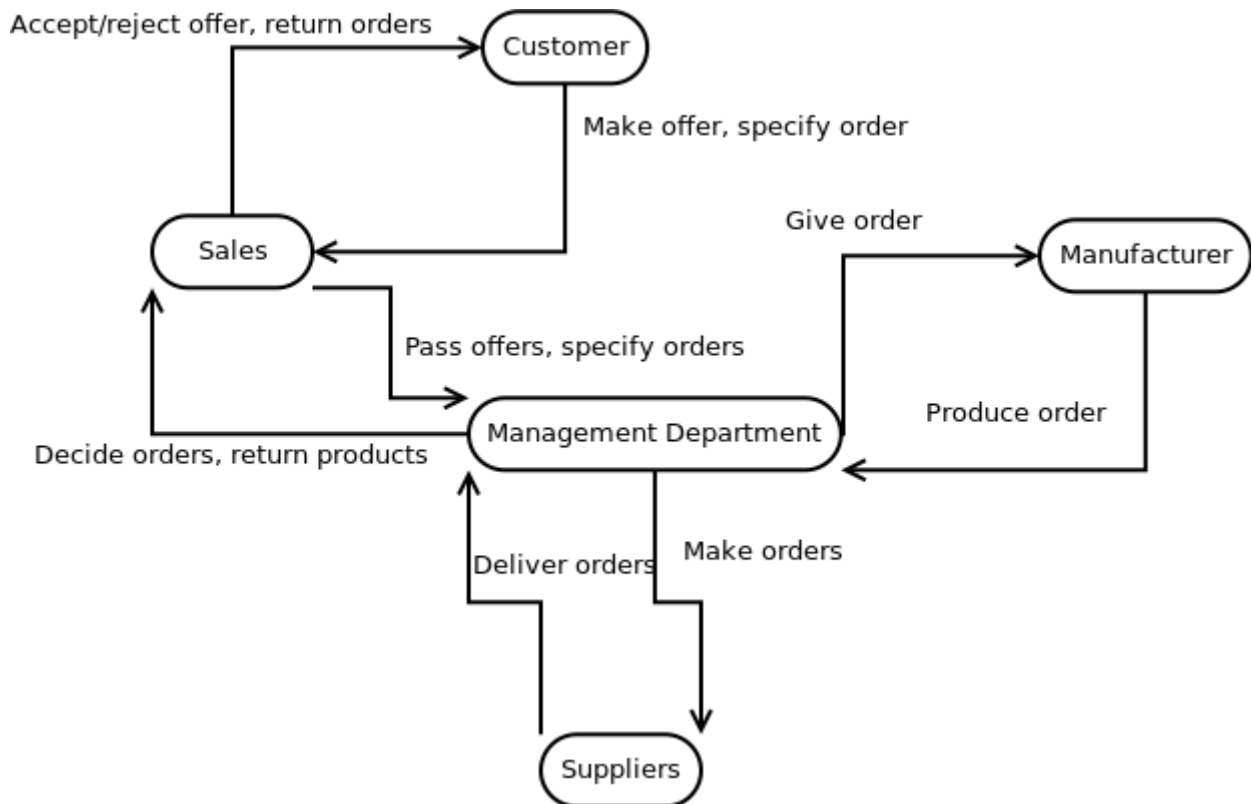 Accept/reject offer, return orders
Customer
Make offer, specify order
Give order
Sales
Manufacturer
Pass offers, specify orders
Produce order
Management Department
Decide orders, return products
Make orders
Deliver orders
Suppliers